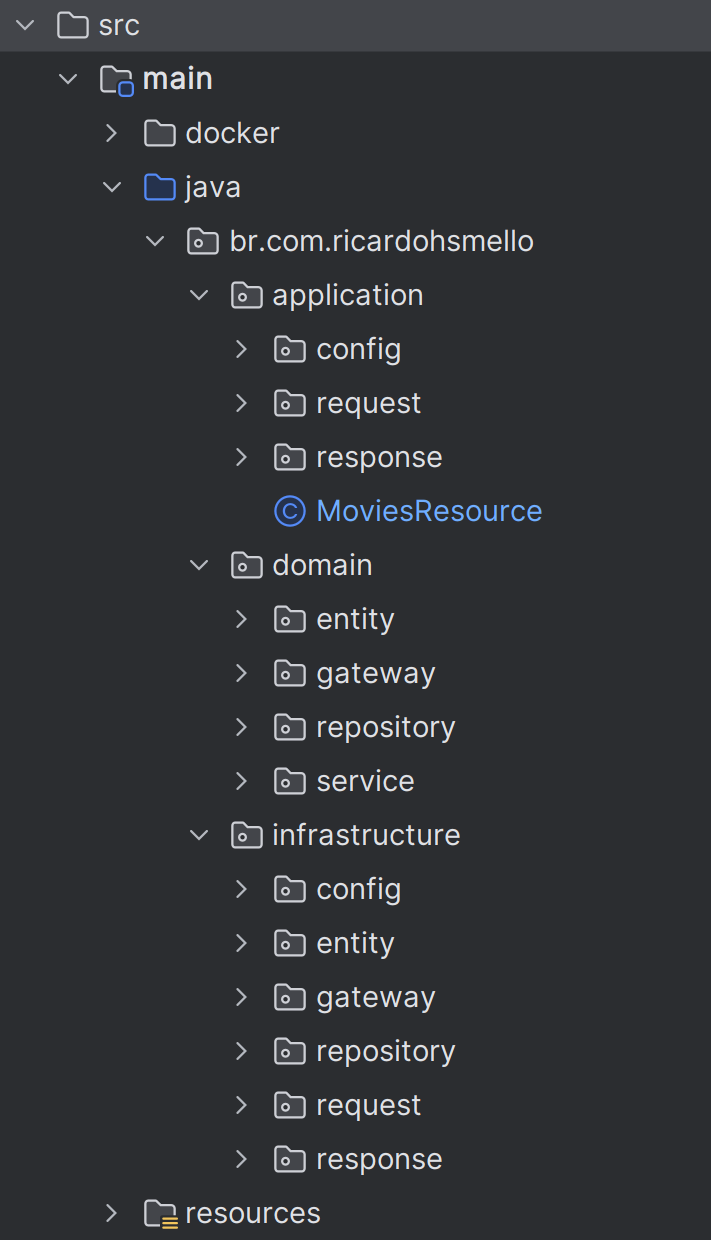 src
main
docker
java
br.com.ricardohsmello
application
config
request
response
MoviesResource
domain
entity
gateway
repository
service
infrastructure
config
entity
gateway
repository
request
response
resources